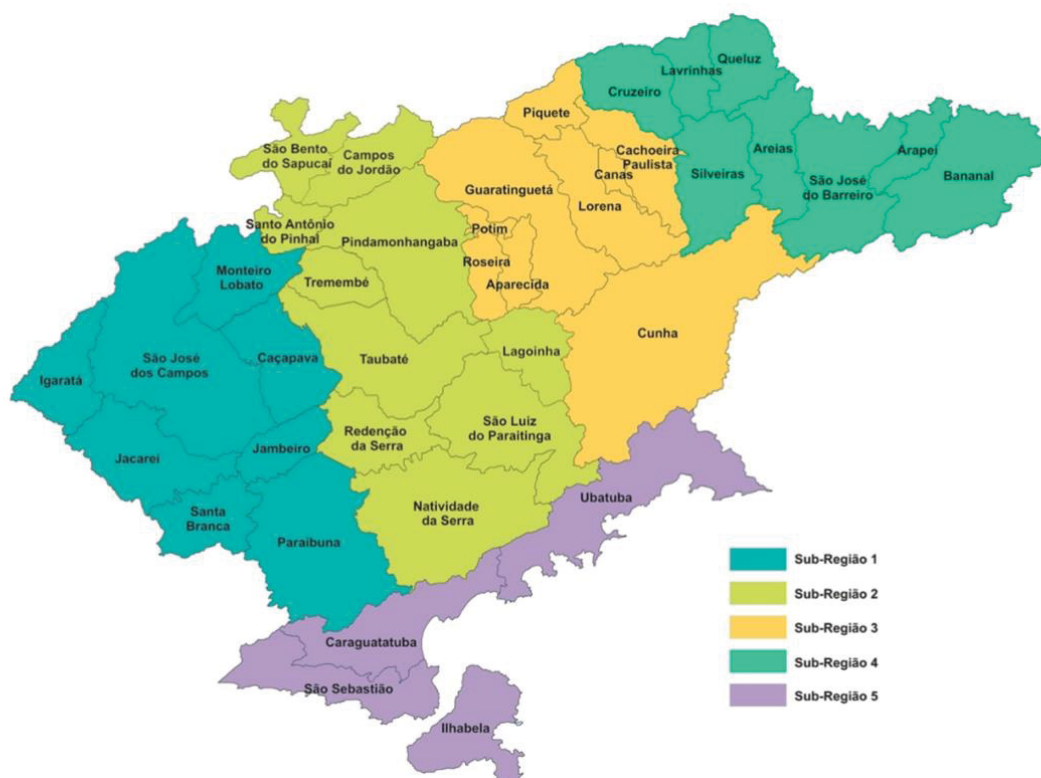 Queluz
Lavrinhas
Cruzeiro
Piquete
Cachoeira
Paulista
Canas
Silveiras
Areias
Arapeí
Bananal
São José
do Barreiro
São Bento
do Sapucaí
Campos
do Jordão
Guaratinguetá
Lorena
Santo Antônio
do Pinhal
Pindamonhangaba
Potim
Roseira
Aparecida
Monteiro
Lobato
Tremembé
Cunha
São José
dos Campos
Caçapava
Taubaté
Lagoinha
Igaratá
Redenção
da Serra
São Luiz
do Paraitinga
Jacareí
Jambeiro
Santa
Branca
Paraibuna
Natividade
da Serra
Ubatuba
Caraguatatuba
São Sebastião
Ilhabela
Sub-Região 1
Sub-Região 2
Sub-Região 3
Sub-Região 4
Sub-Região 5